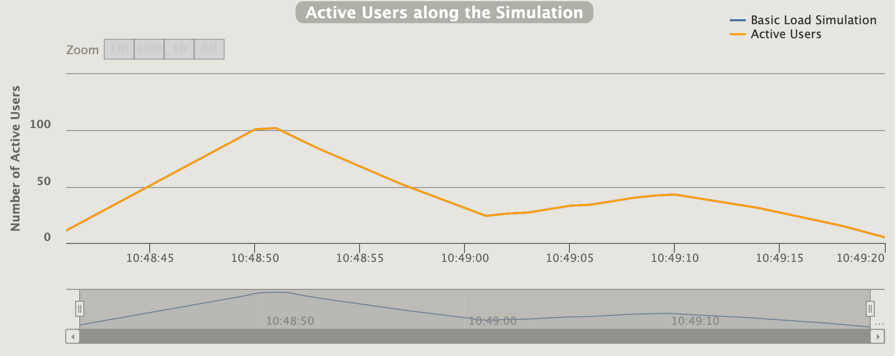 Active Users along the Simulation
Basic Load Simulation
Active Users
Zoom 1m 10m 1h All
Number of Active Users
100
50
0
10:48:45 10:48:50 10:48:55 10:49:00 10:49:05 10:49:10 10:49:15 10:49:20
10:48:50 10:49:00 10:49:10 ...